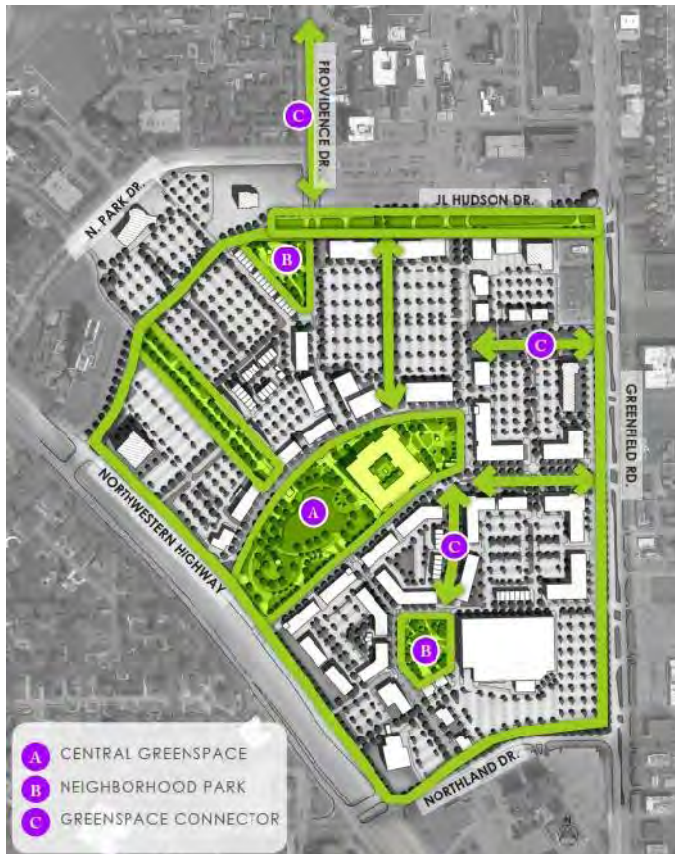 PROVIDENCE DR.
C
N. PARK DR.
JL HUDSON DR.
B
C
GREENFIELD RD.
NORTHWESTERN HIGHWAY
A
C
B
NORTHLAND DR.
A CENTRAL GREENSPACE
B NEIGHBORHOOD PARK
C GREENSPACE CONNECTOR
N